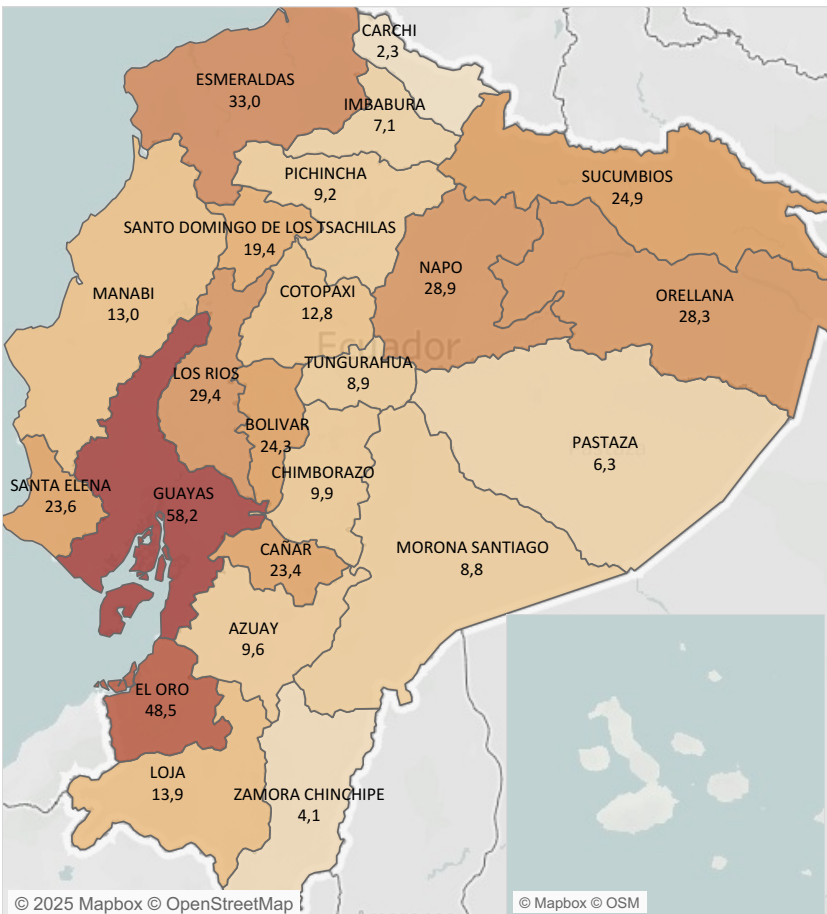 CARCHI
2,3
ESMERALDAS
33,0
IMBABURA
7,1
PICHINCHA
9,2
SUCUMBIOS
24,9
SANTO DOMINGO DE LOS TSACHILAS
19,4
NAPO
28,9
MANABI
13,0
COTOPAXI
12,8
ORELLANA
28,3
Ecuador
TUNGURAHUA
8,9
LOS RIOS
29,4
BOLIVAR
24,3
PASTAZA
6,3
CHIMBORAZO
9,9
SANTA ELENA
23,6
GUAYAS
58,2
CAÑAR
23,4
MORONA SANTIAGO
8,8
AZUAY
9,6
EL ORO
48,5
LOJA
13,9
ZAMORA CHINCHIPE
4,1
© 2025 Mapbox © OpenStreetMap
© Mapbox © OSM